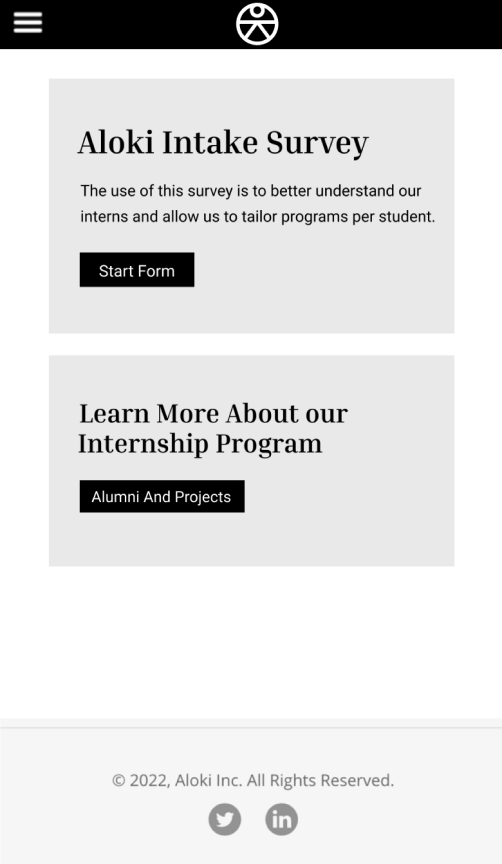 Aloki Intake Survey
The use of this survey is to better understand our
interns and allow us to tailor programs per student.
Start Form
Learn More About our
Internship Program
Alumni And Projects
© 2022, Aloki Inc. All Rights Reserved.
in